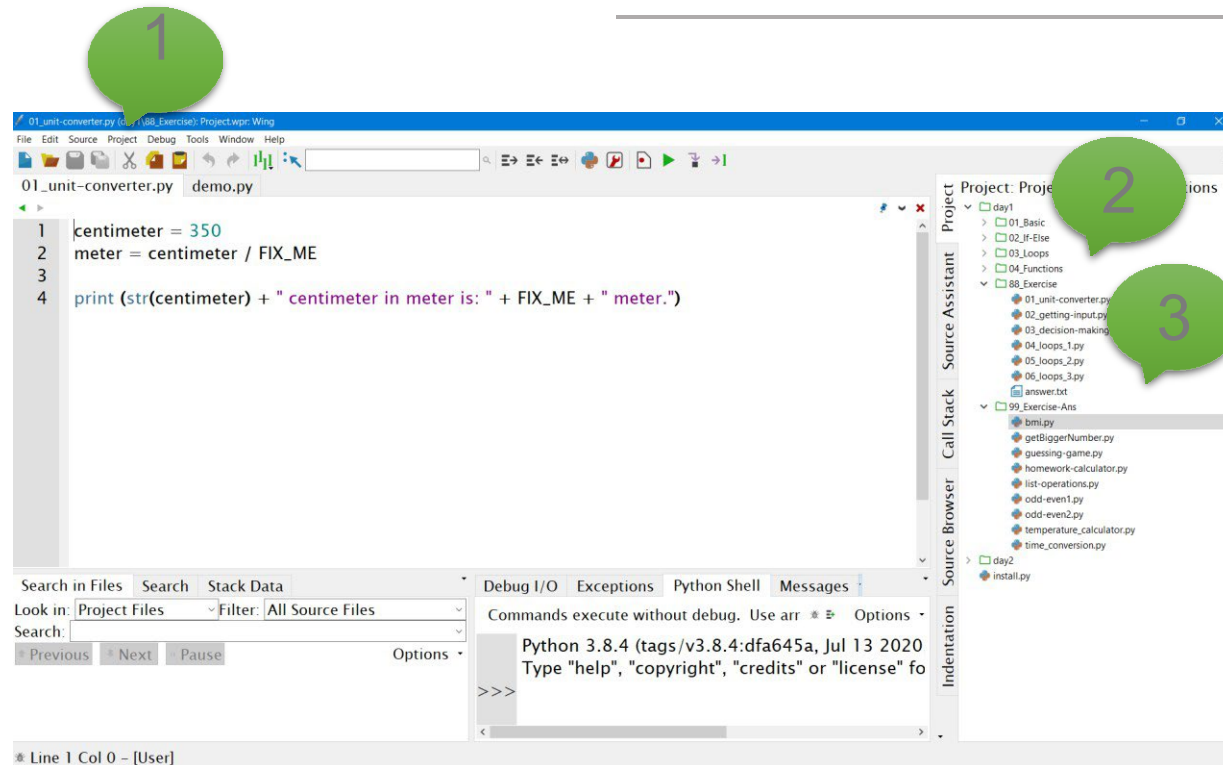 1
01_unit-converter.py (day1\88_Exercise): Project.wpr: Wing
File Edit Source Project Debug Tools Window Help
01_unit-converter.py demo.py
1 centimeter = 350
2 meter = centimeter / FIX_ME
3
4 print (str(centimeter) + " centimeter in meter is: " + FIX_ME + " meter.")
Search in Files Search Stack Data
Look in: Project Files Filter: All Source Files
Search:
Previous Next Pause Options
Debug I/O Exceptions Python Shell Messages
Commands execute without debug. Use arr Options
Python 3.8.4 (tags/v3.8.4:dfa645a, Jul 13 2020
Type "help", "copyright", "credits" or "license" fo
>>>
Project
Source Assistant
Call Stack
Source Browser
Indentation
2
3
Project:
day1
01_Basic
02_If-Else
03_Loops
04_Functions
88_Exercise
01_unit-converter.py
02_getting-input.py
03_decision-making
04_loops_1.py
05_loops_2.py
06_loops_3.py
answer.txt
99_Exercise-Ans
bmi.py
getBiggerNumber.py
guessing-game.py
homework-calculator.py
list-operations.py
odd-even1.py
odd-even2.py
temperature_calculator.py
time_conversion.py
day2
install.py
Line 1 Col 0 – [User]